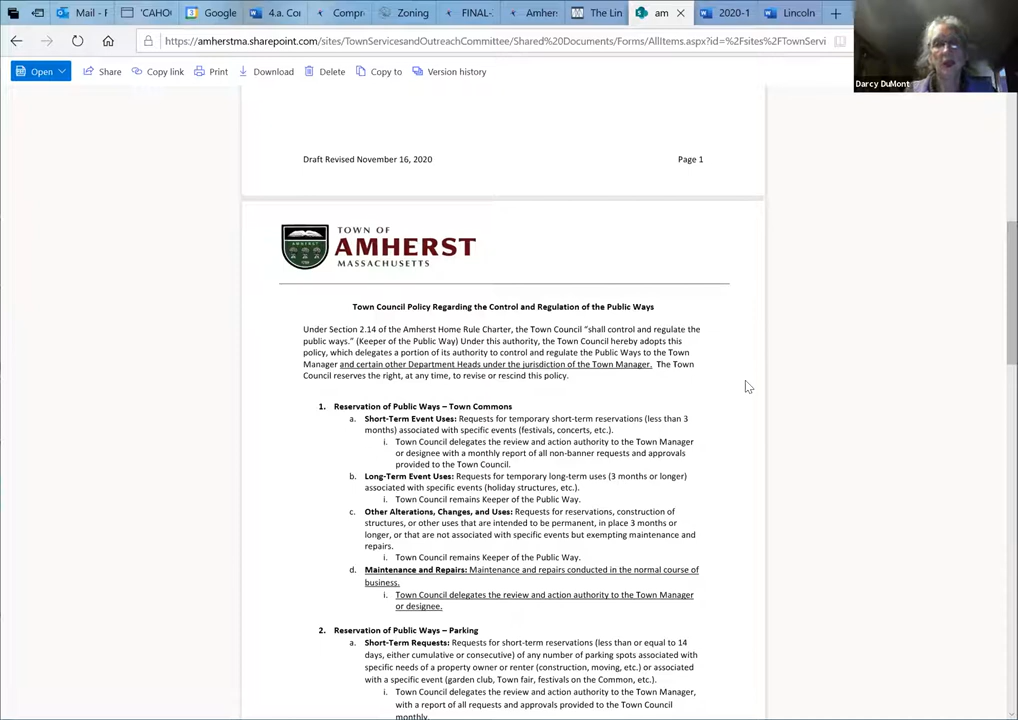 Mail - F
'CAHO
Google
4.a. Co
Compr
Zoning
FINAL-
Amher
The Lin
am
2020-1
Lincoln
https://amherstma.sharepoint.com/sites/TownServicesandOutreachCommittee/Shared%20Documents/Forms/AllItems.aspx?id=%2Fsites%2FTownServi
Open Share Copy link Print Download Delete Copy to Version history
Darcy DuMont
Draft Revised November 16, 2020 Page 1
TOWN OF
AMHERST
MASSACHUSETTS
Town Council Policy Regarding the Control and Regulation of the Public Ways
Under Section 2.14 of the Amherst Home Rule Charter, the Town Council "shall control and regulate the
public ways." (Keeper of the Public Way) Under this authority, the Town Council hereby adopts this
policy, which delegates a portion of its authority to control and regulate the Public Ways to the Town
Manager and certain other Department Heads under the jurisdiction of the Town Manager. The Town
Council reserves the right, at any time, to revise or rescind this policy.
1. Reservation of Public Ways – Town Commons
a. Short-Term Event Uses: Requests for temporary short-term reservations (less than 3
months) associated with specific events (festivals, concerts, etc.).
i. Town Council delegates the review and action authority to the Town Manager
or designee with a monthly report of all non-banner requests and approvals
provided to the Town Council.
b. Long-Term Event Uses: Requests for temporary long-term uses (3 months or longer)
associated with specific events (holiday structures, etc.).
i. Town Council remains Keeper of the Public Way.
c. Other Alterations, Changes, and Uses: Requests for reservations, construction of
structures, or other uses that are intended to be permanent, in place 3 months or
longer, or that are not associated with specific events but exempting maintenance and
repairs.
i. Town Council remains Keeper of the Public Way.
d. Maintenance and Repairs: Maintenance and repairs conducted in the normal course of
business.
i. Town Council delegates the review and action authority to the Town Manager
or designee.
2. Reservation of Public Ways – Parking
a. Short-Term Requests: Requests for short-term reservations (less than or equal to 14
days, either cumulative or consecutive) of any number of parking spots associated with
specific needs of a property owner or renter (construction, moving, etc.) or associated
with a specific event (garden club, Town fair, festivals on the Common, etc.).
i. Town Council delegates the review and action authority to the Town Manager,
with a report of all requests and approvals provided to the Town Council
monthly.